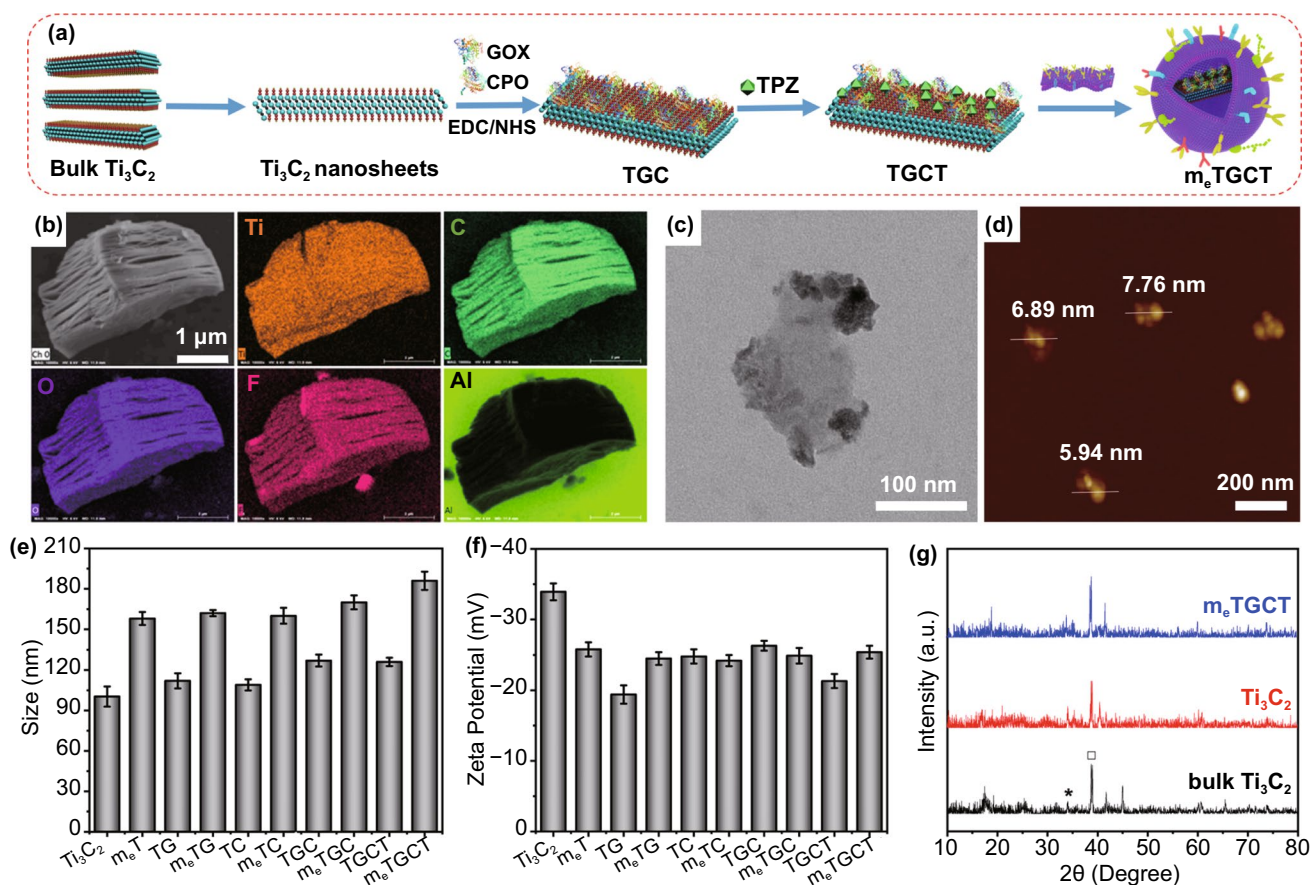 (a)
GOX
CPO
EDC/NHS
TPZ
Bulk Ti₃C₂
Ti₃C₂ nanosheets
TGC
TGCT
mₑTGCT
(b)
Ti
C
1 µm
Ch 0
O
F
Al
(c)
100 nm
(d)
6.89 nm
7.76 nm
5.94 nm
200 nm
(e)
Size (nm)
210
180
150
120
90
60
30
0
Ti₃C₂
mₑT
TG
mₑTG
TC
mₑTC
TGC
mₑTGC
TGCT
mₑTGCT
(f)
Zeta Potential (mV)
−40
−30
−20
−10
0
Ti₃C₂
mₑT
TG
mₑTG
TC
mₑTC
TGC
mₑTGC
TGCT
mₑTGCT
(g)
Intensity (a.u.)
mₑTGCT
Ti₃C₂
bulk Ti₃C₂
*
10 20 30 40 50 60 70 80
2θ (Degree)